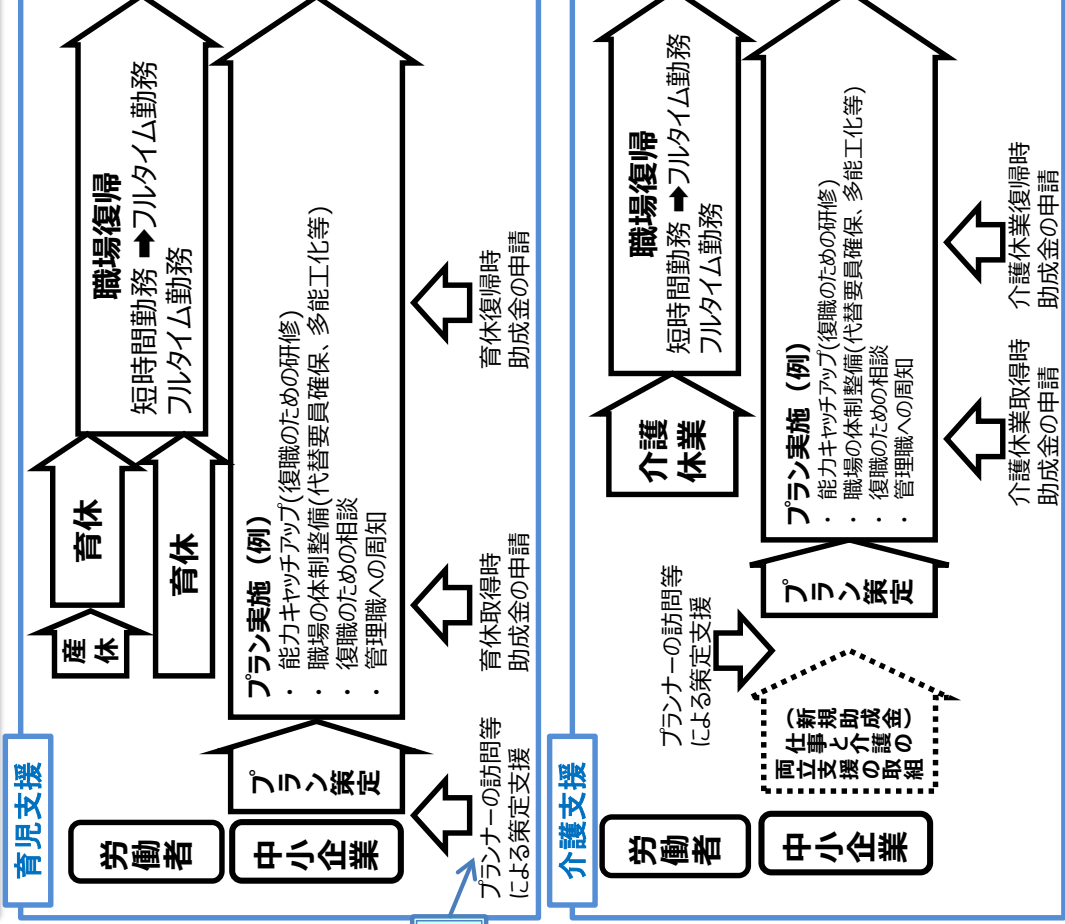 育児支援
労働者
産休
育休
育休
職場復帰
短時間勤務 ➡フルタイム勤務
フルタイム勤務
中小企業
プラン策定
プラン実施（例）
・ 能力キャッチアップ(復職のための研修)
・ 職場の体制整備(代替要員確保、多能工化等)
・ 復職のための相談
・ 管理職への周知
プランナーの訪問等
による策定支援
育休取得時
助成金の申請
育休復帰時
助成金の申請
介護支援
労働者
介護
休業
職場復帰
短時間勤務 ➡フルタイム勤務
フルタイム勤務
中小企業
（新規助成金）
仕事と介護の
両立支援の取
組
プランナーの訪問等
による策定支援
プラン策定
プラン実施（例）
・ 能力キャッチアップ(復職のための研修)
・ 職場の体制整備(代替要員確保、多能工化等)
・ 復職のための相談
・ 管理職への周知
介護休業取得時
助成金の申請
介護休業復帰時
助成金の申請